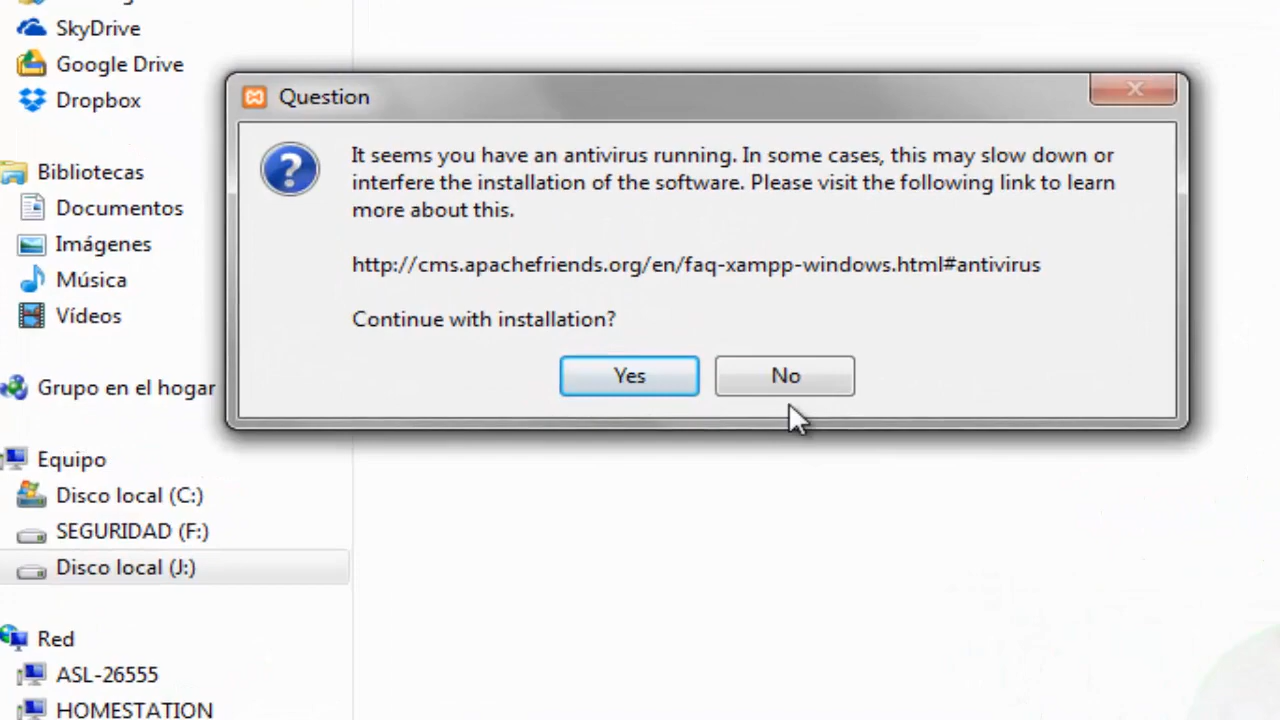 SkyDrive
Google Drive
Dropbox
Bibliotecas
Documentos
Imágenes
Música
Vídeos
Grupo en el hogar
Equipo
Disco local (C:)
SEGURIDAD (F:)
Disco local (J:)
Red
ASL-26555
HOMESTATION
Question
It seems you have an antivirus running. In some cases, this may slow down or
interfere the installation of the software. Please visit the following link to learn
more about this.
http://cms.apachefriends.org/en/faq-xampp-windows.html#antivirus
Continue with installation?
Yes
No